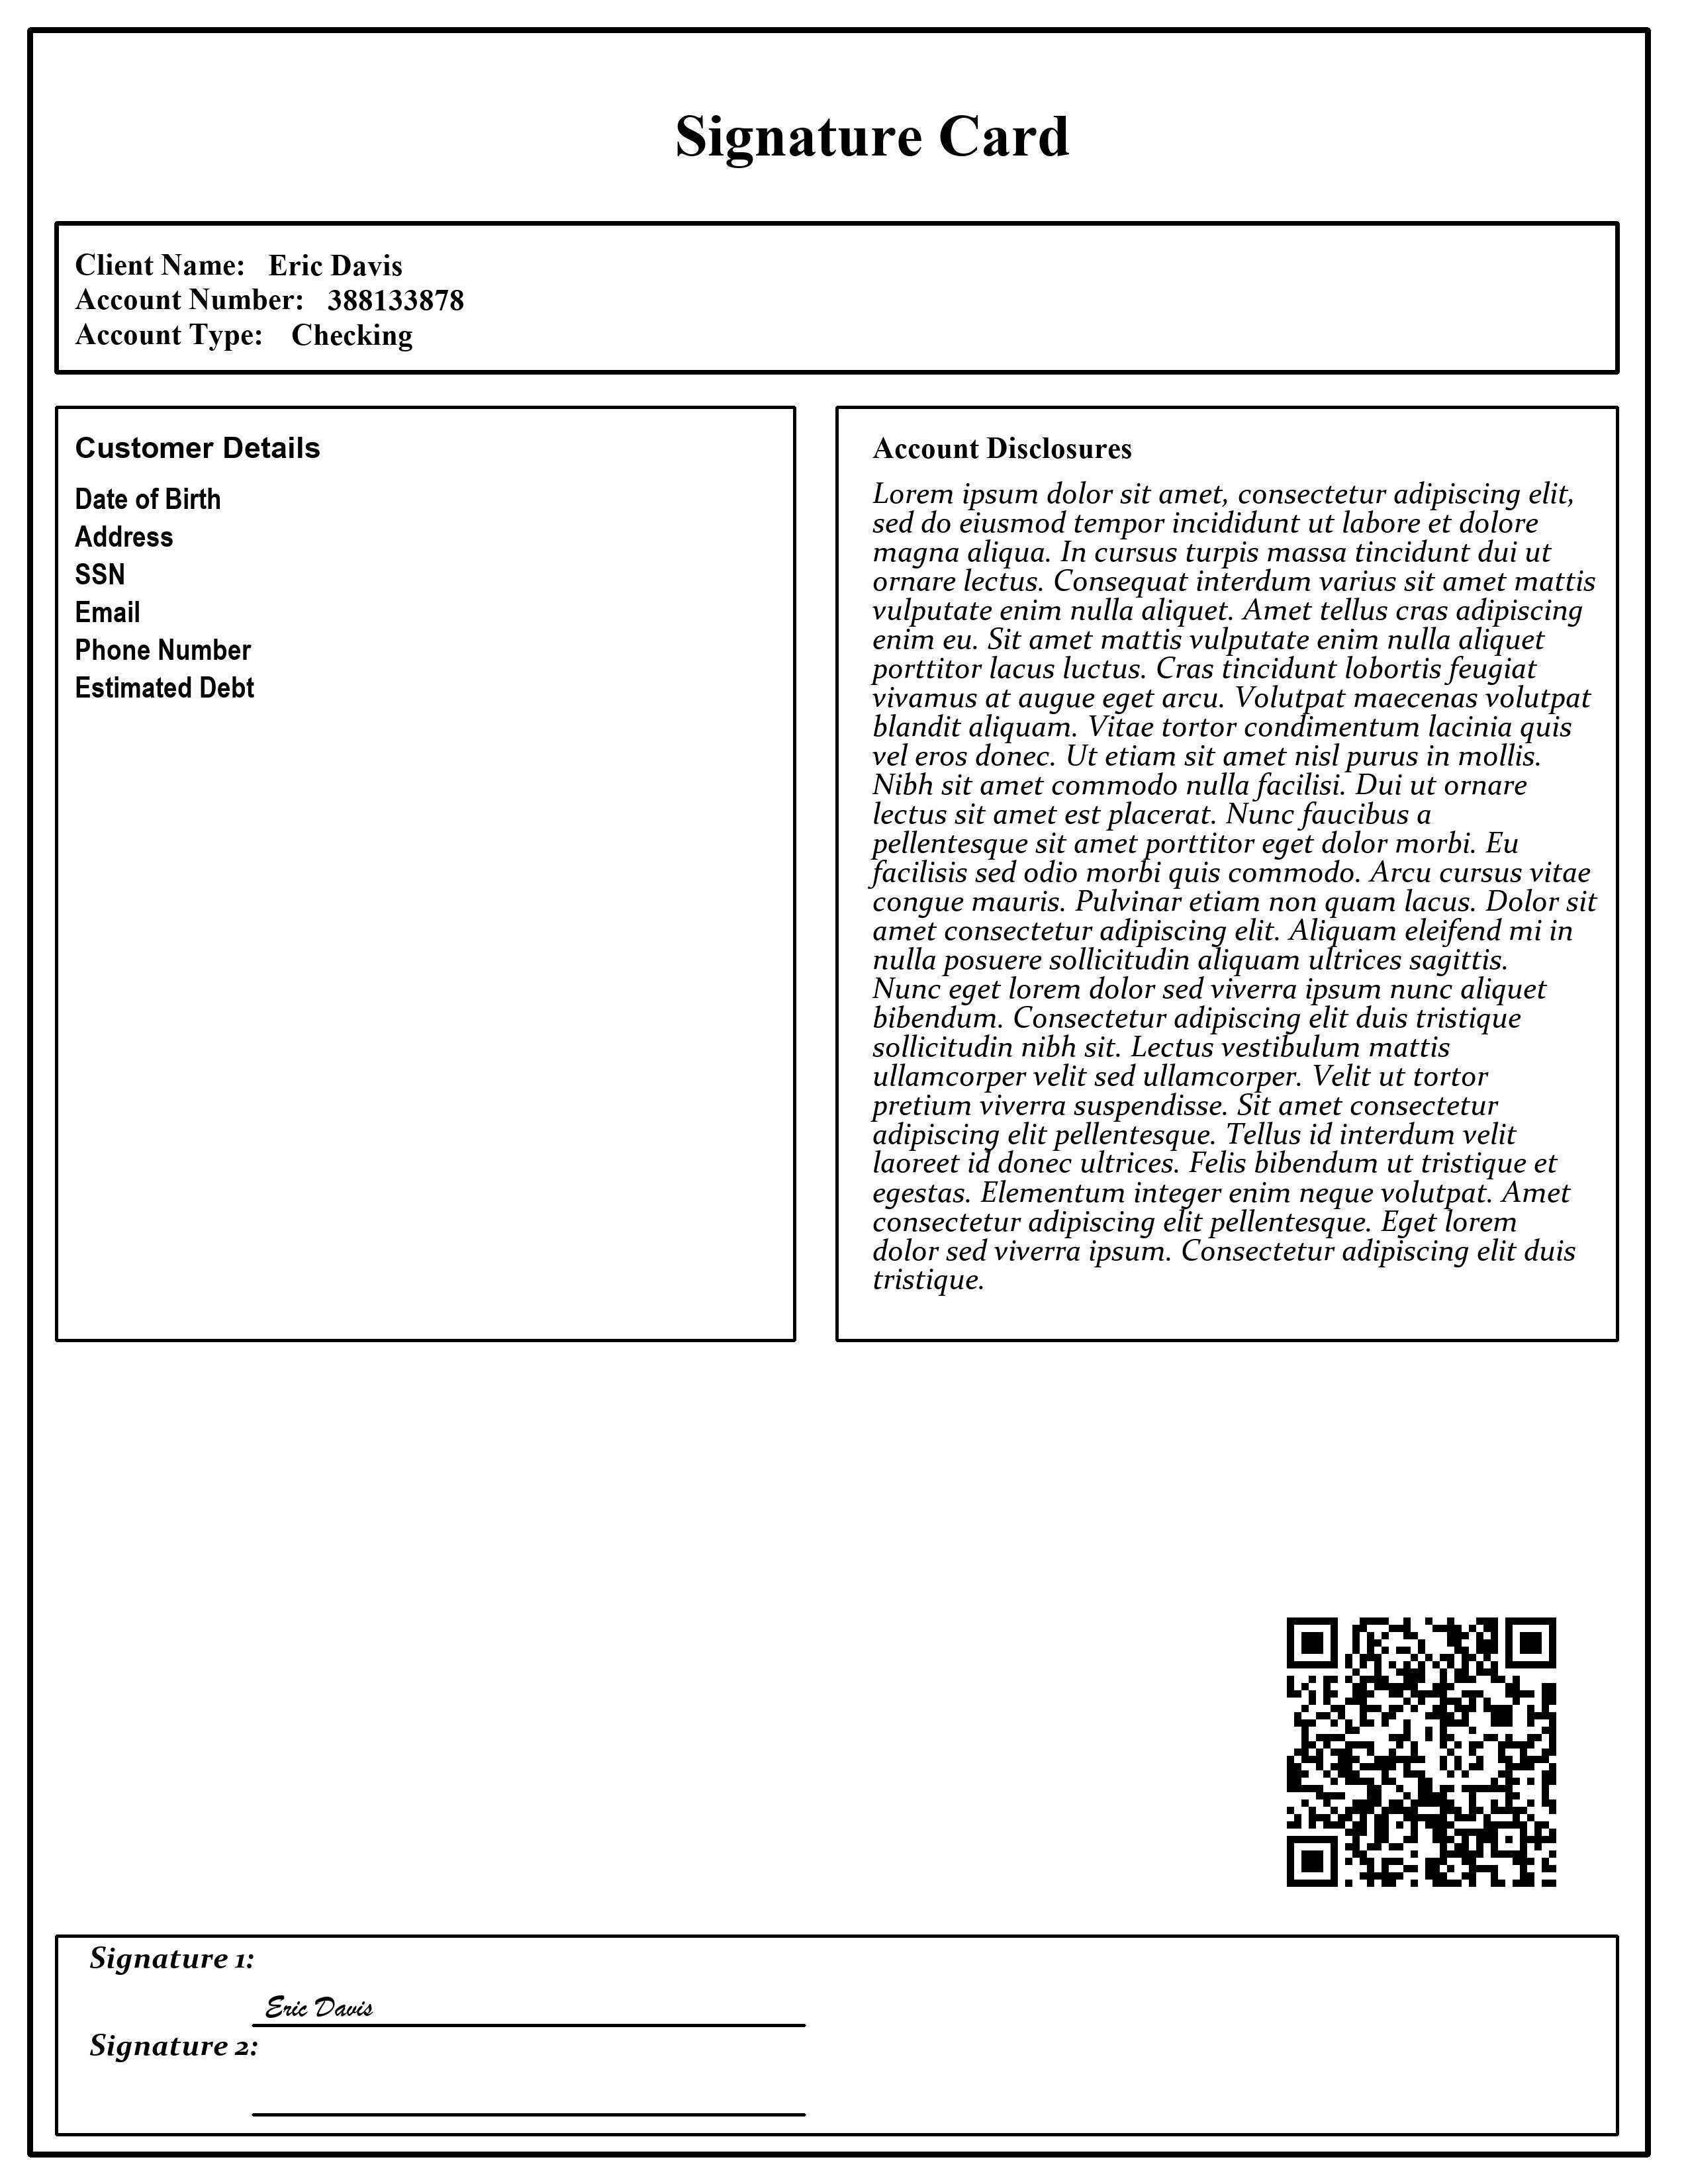 Signature Card
Client Name: Eric Davis
Account Number: 388133878
Account Type: Checking
Customer Details
Date of Birth
Address
SSN
Email
Phone Number
Estimated Debt
Account Disclosures
Lorem ipsum dolor sit amet, consectetur adipiscing elit,
sed do eiusmod tempor incididunt ut labore et dolore
magna aliqua. In cursus turpis massa tincidunt dui ut
ornare lectus. Consequat interdum varius sit amet mattis
vulputate enim nulla aliquet. Amet tellus cras adipiscing
enim eu. Sit amet mattis vulputate enim nulla aliquet
porttitor lacus luctus. Cras tincidunt lobortis feugiat
vivamus at augue eget arcu. Volutpat maecenas volutpat
blandit aliquam. Vitae tortor condimentum lacinia quis
vel eros donec. Ut etiam sit amet nisl purus in mollis.
Nibh sit amet commodo nulla facilisi. Dui ut ornare
lectus sit amet est placerat. Nunc faucibus a
pellentesque sit amet porttitor eget dolor morbi. Eu
facilisis sed odio morbi quis commodo. Arcu cursus vitae
congue mauris. Pulvinar etiam non quam lacus. Dolor sit
amet consectetur adipiscing elit. Aliquam eleifend mi in
nulla posuere sollicitudin aliquam ultrices sagittis.
Nunc eget lorem dolor sed viverra ipsum nunc aliquet
bibendum. Consectetur adipiscing elit duis tristique
sollicitudin nibh sit. Lectus vestibulum mattis
ullamcorper velit sed ullamcorper. Velit ut tortor
pretium viverra suspendisse. Sit amet consectetur
adipiscing elit pellentesque. Tellus id interdum velit
laoreet id donec ultrices. Felis bibendum ut tristique et
egestas. Elementum integer enim neque volutpat. Amet
consectetur adipiscing elit pellentesque. Eget lorem
dolor sed viverra ipsum. Consectetur adipiscing elit duis
tristique.
Signature 1:
Eric Davis
Signature 2: